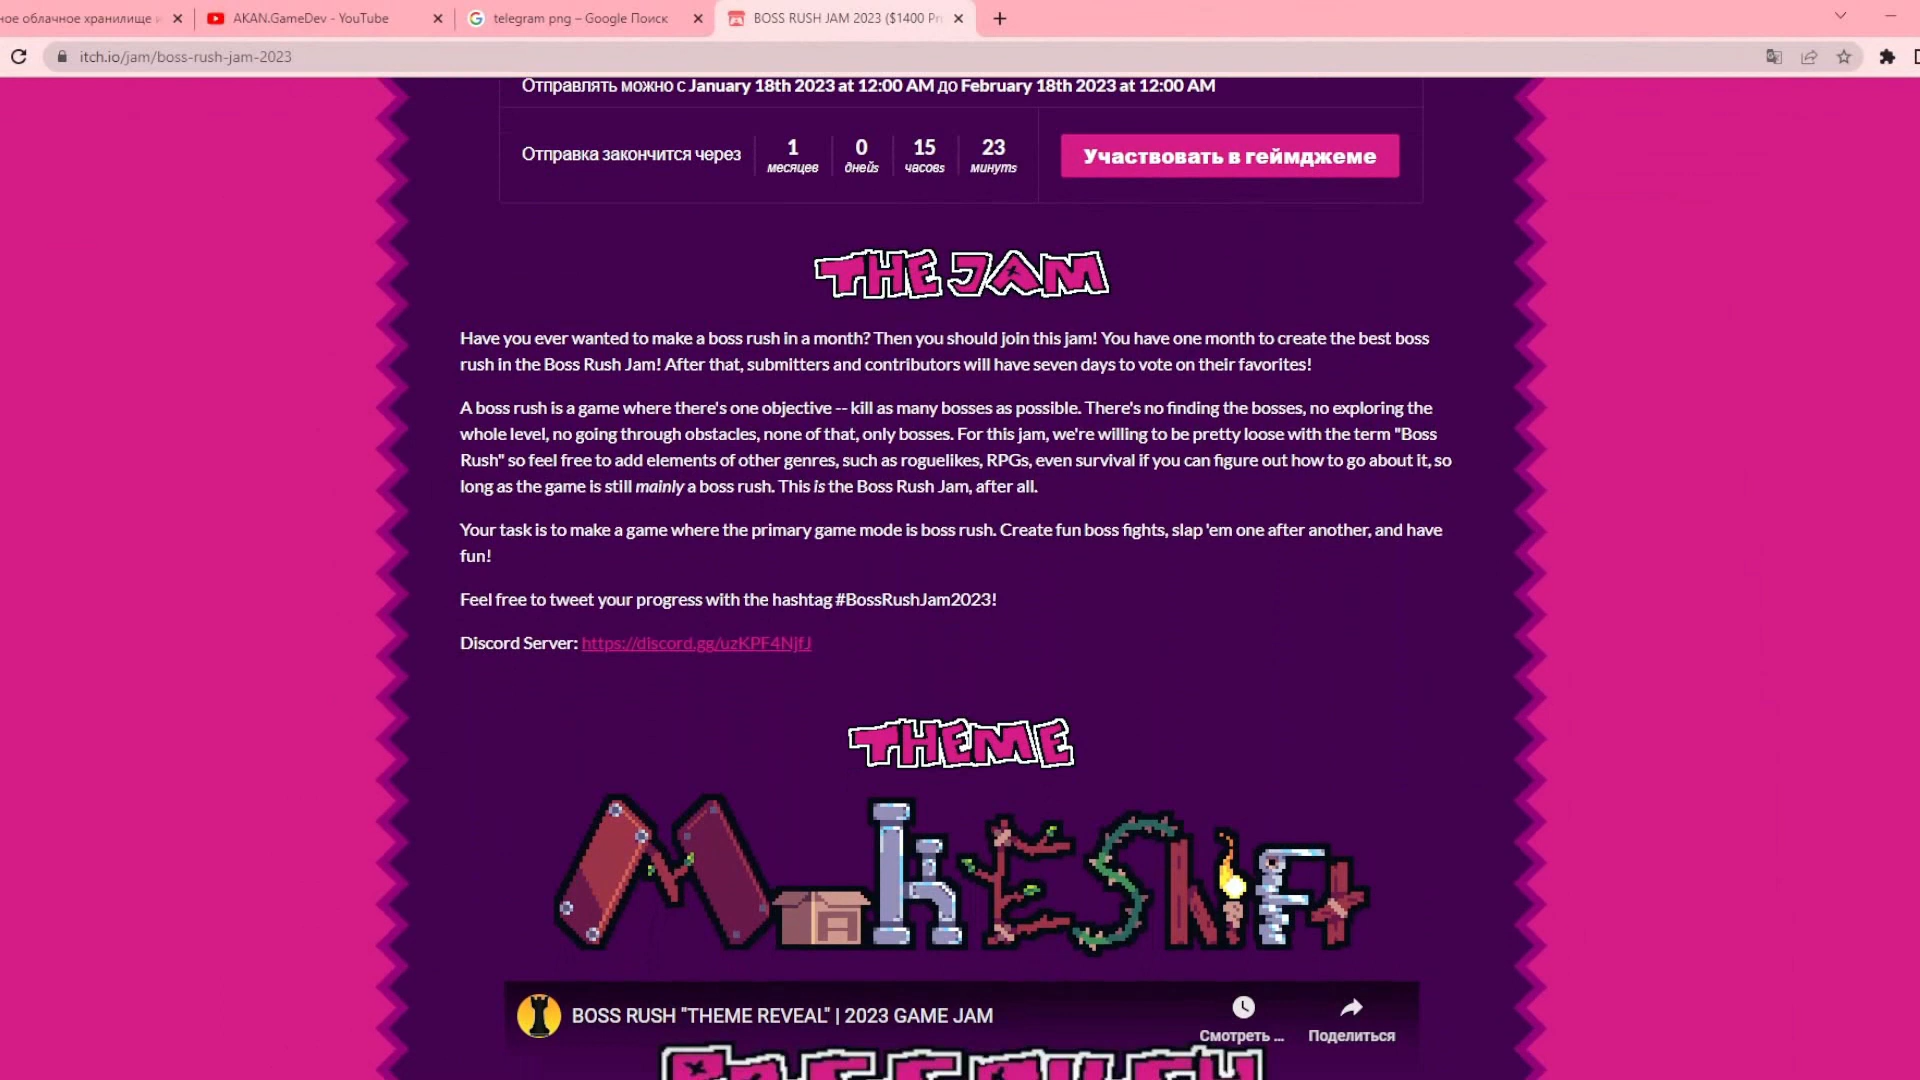 ное облачное хранилище и
AKAN.GameDev - YouTube
telegram png – Google Поиск
BOSS RUSH JAM 2023 ($1400 Pr
itch.io/jam/boss-rush-jam-2023
Отправлять можно с January 18th 2023 at 12:00 AM до February 18th 2023 at 12:00 AM
Отправка закончится через
1 0 15 23
месяцев дней́s часовs минутs
Участвовать в геймджеме
THE JAM
Have you ever wanted to make a boss rush in a month? Then you should join this jam! You have one month to create the best boss
rush in the Boss Rush Jam! After that, submitters and contributors will have seven days to vote on their favorites!
A boss rush is a game where there's one objective -- kill as many bosses as possible. There's no finding the bosses, no exploring the
whole level, no going through obstacles, none of that, only bosses. For this jam, we're willing to be pretty loose with the term "Boss
Rush" so feel free to add elements of other genres, such as roguelikes, RPGs, even survival if you can figure out how to go about it, so
long as the game is still mainly a boss rush. This is the Boss Rush Jam, after all.
Your task is to make a game where the primary game mode is boss rush. Create fun boss fights, slap 'em one after another, and have
fun!
Feel free to tweet your progress with the hashtag #BossRushJam2023!
Discord Server: https://discord.gg/uzKPF4NjfJ
THEME
MAKESHIFT
BOSS RUSH "THEME REVEAL" | 2023 GAME JAM
Смотреть ...
Поделиться